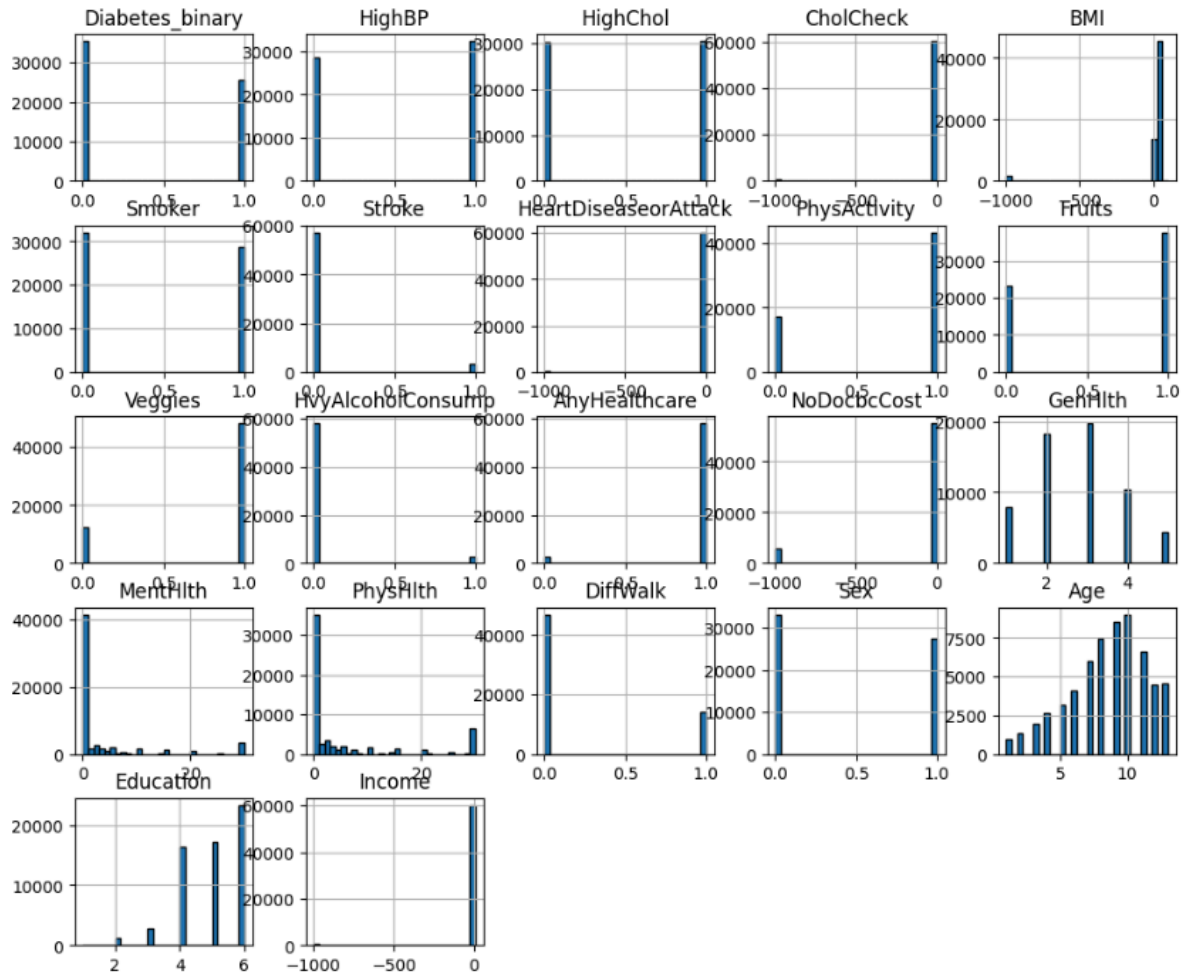 Diabetes_binary HighBP HighChol CholCheck BMI
30000 20000 10000 0
30000 20000 10000 0
30000 20000 10000 0
60000 40000 20000 0
40000 20000 0
0.0 0.5 1.0 0.0 0.5 1.0 0.0 0.5 1.0 −1000 −500 0 −1000 −500 0
Smoker Stroke HeartDiseaseorAttack PhysActivity Fruits
30000 20000 10000 0
60000 40000 20000 0
60000 40000 20000 0
40000 30000 20000 10000 0
30000 20000 10000 0
0.0 0.5 1.0 0.0 0.5 1.0 −1000 −500 0 0.0 0.5 1.0 0.0 0.5 1.0
Veggies HvyAlcoholConsump AnyHealthcare NoDocbcCost GenHlth
40000 20000 0
60000 40000 20000 0
60000 40000 20000 0
40000 20000 0
20000 10000 0
0.0 0.5 1.0 0.0 0.5 1.0 0.0 0.5 1.0 −1000 −500 0 2 4
MentHlth PhysHlth DiffWalk Sex Age
40000 20000 0
30000 20000 10000 0
40000 20000 0
30000 20000 10000 0
7500 5000 2500 0
0 20 0 20 0.0 0.5 1.0 0.0 0.5 1.0 5 10
Education Income
20000 10000 0
60000 40000 20000 0
2 4 6 −1000 −500 0